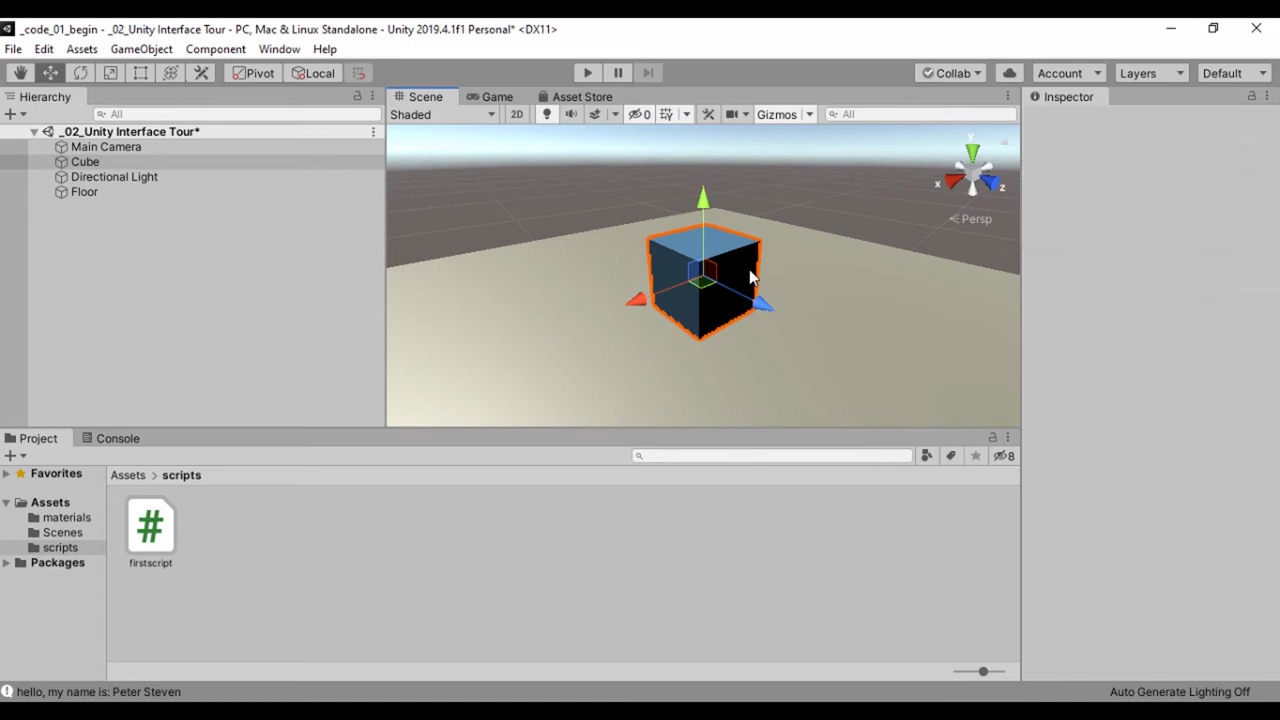 _code_01_begin - _02_Unity Interface Tour - PC, Mac & Linux Standalone - Unity 2019.4.1f1 Personal* <DX11>
File Edit Assets GameObject Component Window Help
Pivot Local Collab Account Layers Default
Hierarchy
All
_02_Unity Interface Tour*
Main Camera
Cube
Directional Light
Floor
Scene Game Asset Store
Shaded 2D 0 Gizmos All
y
x
z
Persp
Inspector
Project Console
8
Favorites
Assets
materials
Scenes
scripts
Packages
Assets > scripts
#
firstscript
hello, my name is: Peter Steven
Auto Generate Lighting Off